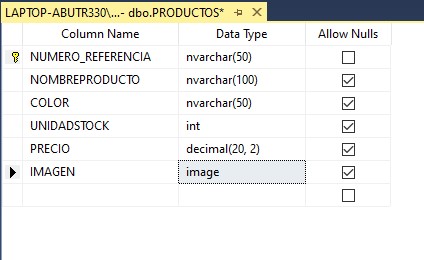 LAPTOP-ABUTR330\...- dbo.PRODUCTOS*
Column Name Data Type Allow Nulls
NUMERO_REFERENCIA nvarchar(50)
NOMBREPRODUCTO nvarchar(100)
COLOR nvarchar(50)
UNIDADSTOCK int
PRECIO decimal(20, 2)
IMAGEN image